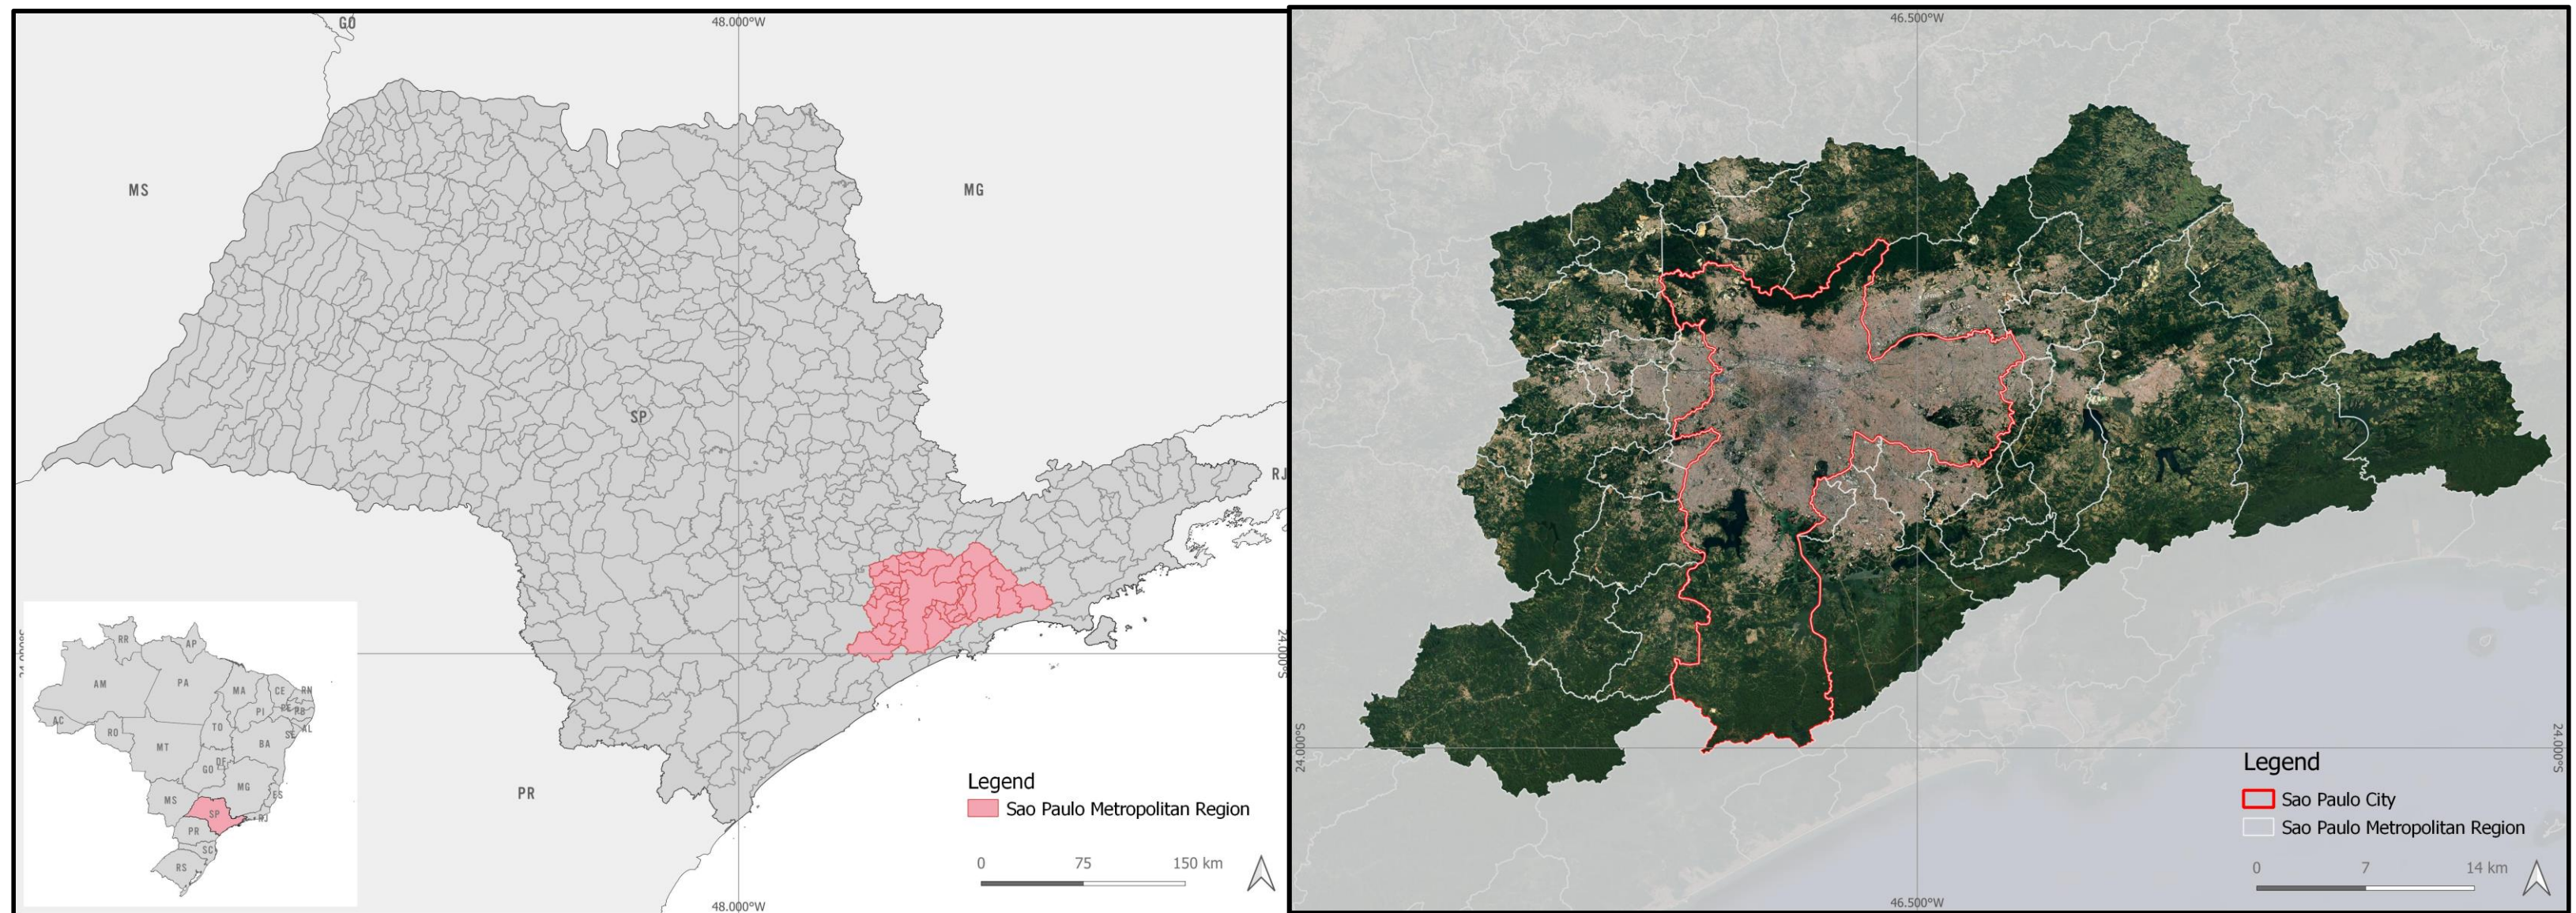 GO
48.000°W
MS
MG
SP
RJ
24.000°S
PR
RR
AP
AM
PA
MA
CE
RN
PI
PE
PB
AC
TO
AL
SE
RO
BA
MT
DF
GO
MG
MS
ES
SP
RJ
PR
SC
RS
Legend
Sao Paulo Metropolitan Region
0 75 150 km
48.000°W
46.500°W
24.000°S
24.000°S
Legend
Sao Paulo City
Sao Paulo Metropolitan Region
0 7 14 km
46.500°W